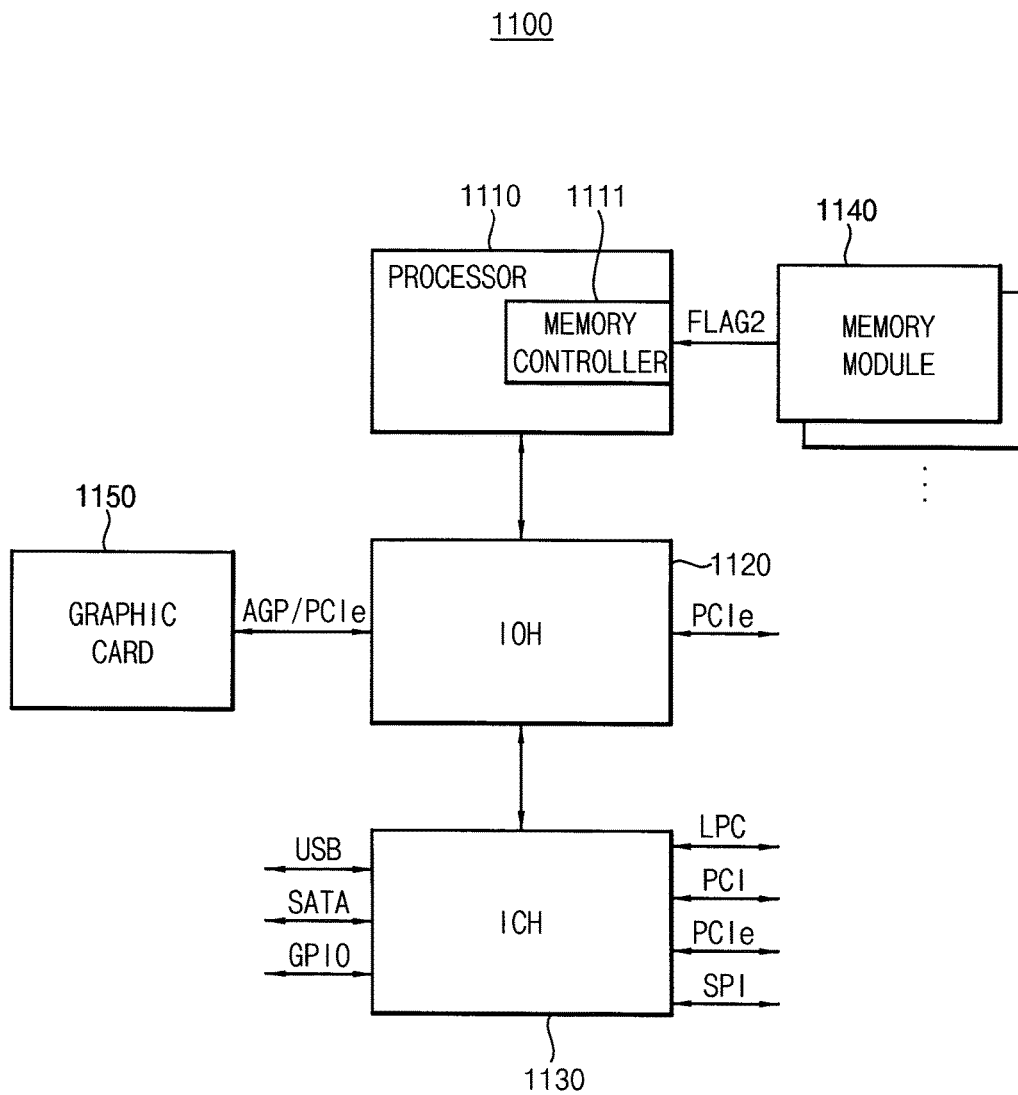 1100
1110
1111
1140
PROCESSOR
MEMORY
CONTROLLER
FLAG2
MEMORY
MODULE
1150
GRAPHIC
CARD
AGP/PCIe
IOH
1120
PCIe
USB
SATA
GPIO
ICH
LPC
PCI
PCIe
SPI
1130